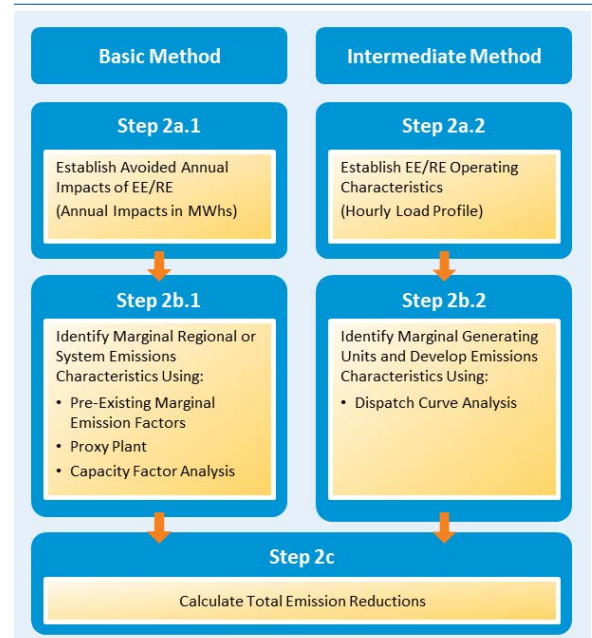 Basic Method
Intermediate Method
Step 2a.1
Establish Avoided Annual
Impacts of EE/RE
(Annual Impacts in MWhs)
Step 2a.2
Establish EE/RE Operating
Characteristics
(Hourly Load Profile)
Step 2b.1
Identify Marginal Regional or
System Emissions
Characteristics Using:
• Pre-Existing Marginal
Emission Factors
• Proxy Plant
• Capacity Factor Analysis
Step 2b.2
Identify Marginal Generating
Units and Develop Emissions
Characteristics Using:
• Dispatch Curve Analysis
Step 2c
Calculate Total Emission Reductions